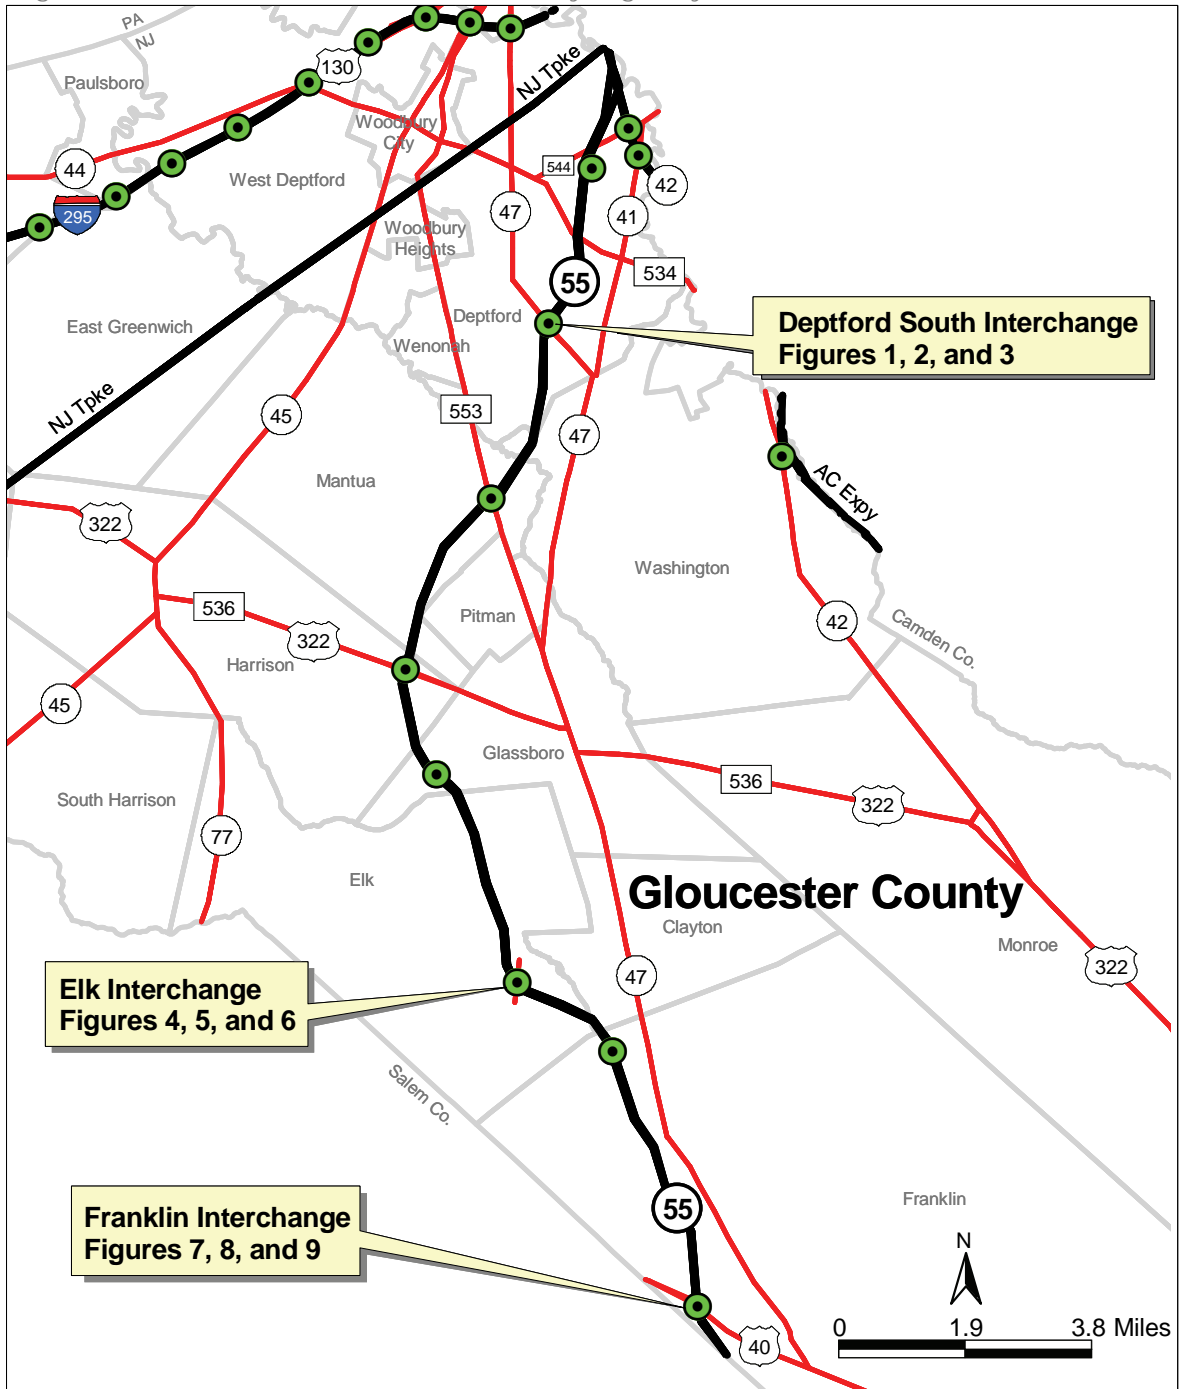 PA
NJ
Paulsboro
130
NJ Tpke
Woodbury
City
44
West Deptford
544
42
295
47
41
Woodbury
Heights
534
55
East Greenwich
Deptford
Wenonah
Deptford South Interchange
Figures 1, 2, and 3
NJ Tpke
45
553
47
Mantua
AC Expy
322
Washington
536
Pitman
322
42
Camden Co.
Harrison
45
Glassboro
536
322
South Harrison
77
Elk
Gloucester County
Clayton
Monroe
322
47
Elk Interchange
Figures 4, 5, and 6
Salem Co.
Franklin
55
Franklin Interchange
Figures 7, 8, and 9
N
0 1.9 3.8 Miles
40